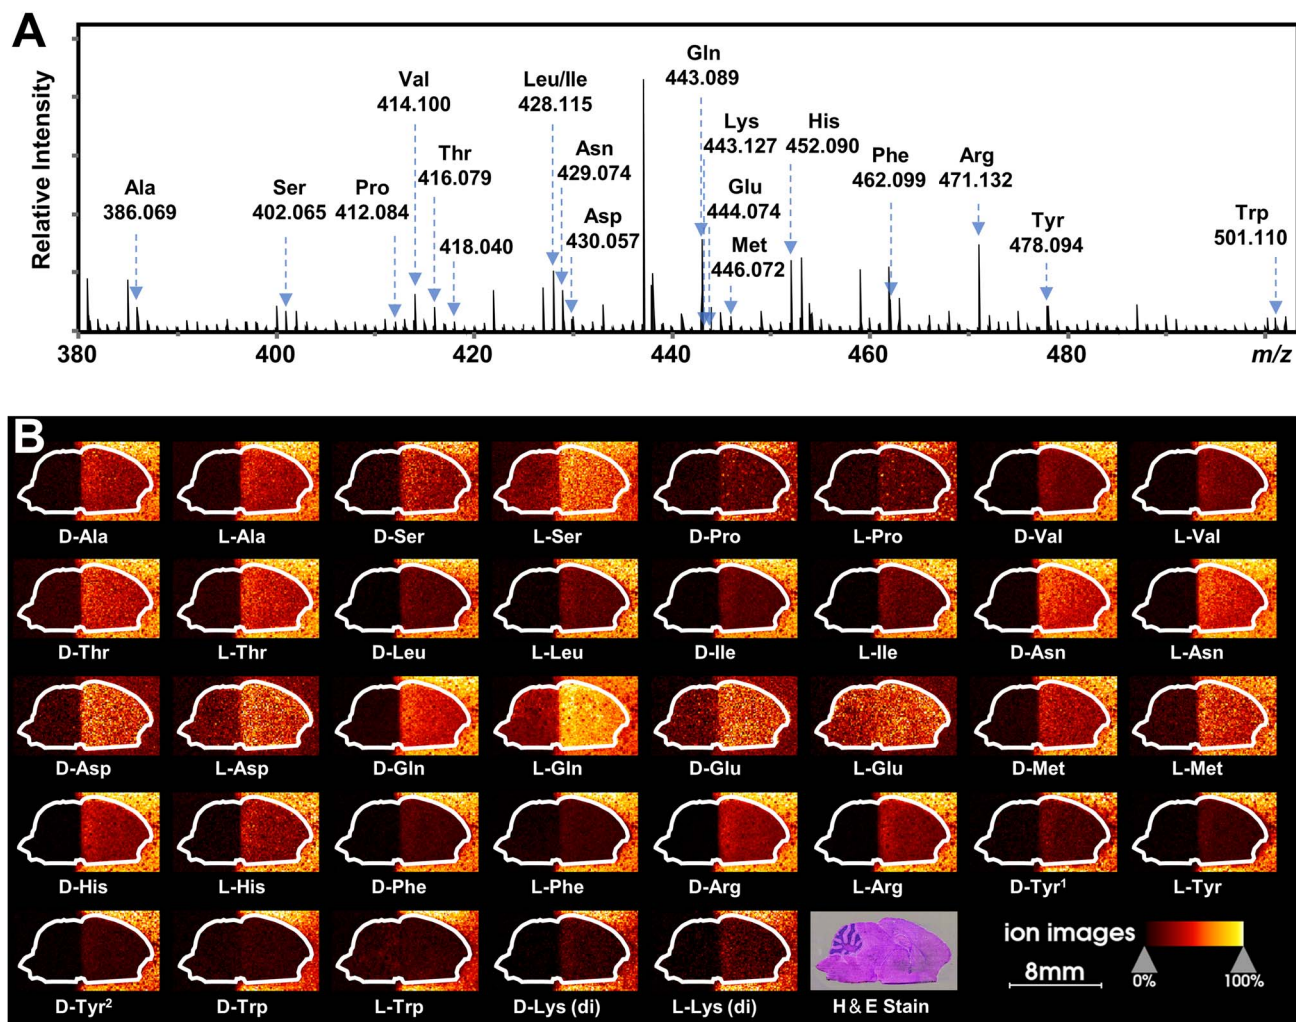 A
Relative Intensity
Ala
386.069
Ser
402.065
Pro
412.084
Val
414.100
Thr
416.079
418.040
Leu/Ile
428.115
Asn
429.074
Asp
430.057
Gln
443.089
Lys
443.127
Glu
444.074
Met
446.072
His
452.090
Phe
462.099
Arg
471.132
Tyr
478.094
Trp
501.110
380 400 420 440 460 480 m/z
B
D-Ala L-Ala D-Ser L-Ser D-Pro L-Pro D-Val L-Val
D-Thr L-Thr D-Leu L-Leu D-Ile L-Ile D-Asn L-Asn
D-Asp L-Asp D-Gln L-Gln D-Glu L-Glu D-Met L-Met
D-His L-His D-Phe L-Phe D-Arg L-Arg D-Tyr¹ L-Tyr
D-Tyr² D-Trp L-Trp D-Lys (di) L-Lys (di) H&E Stain
ion images
8mm
0% 100%